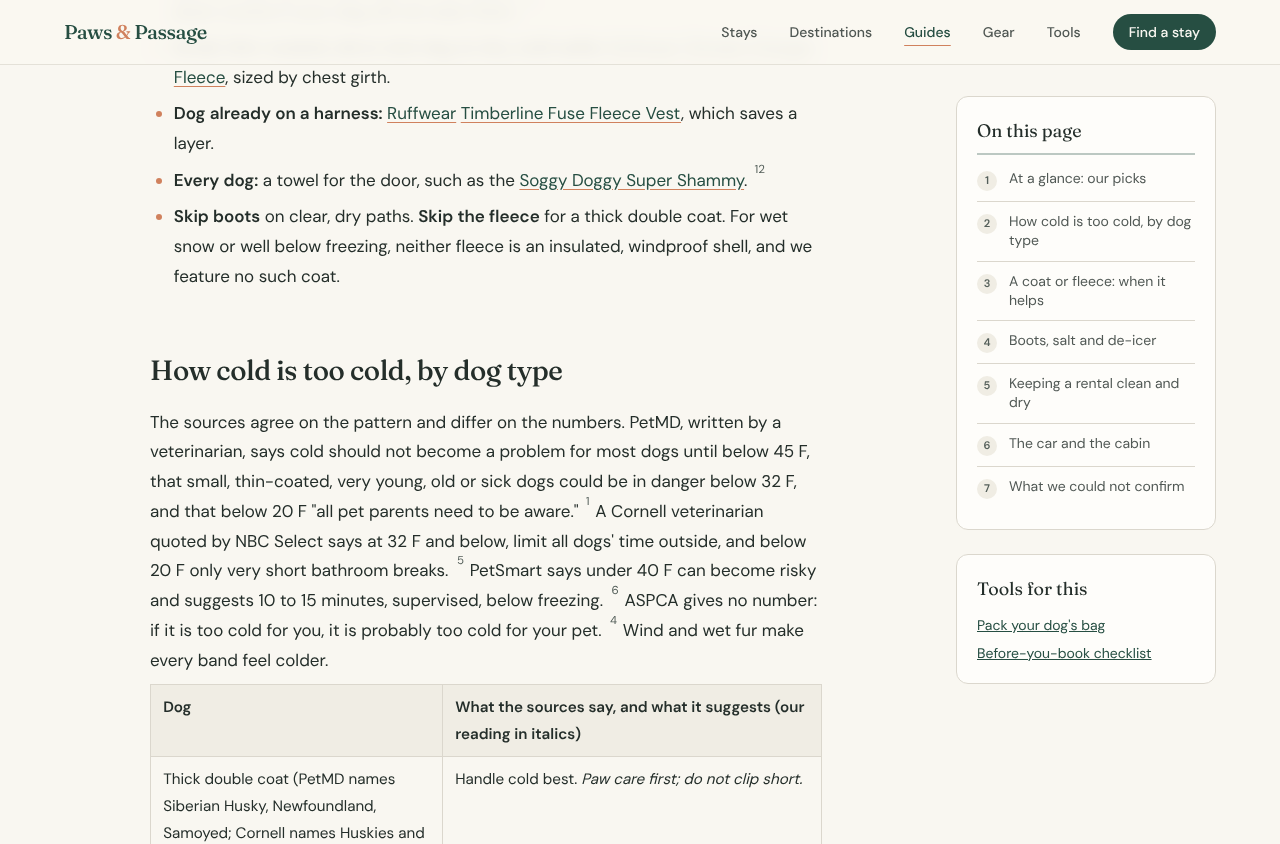 Paws & Passage
Stays
Destinations
Guides
Gear
Tools
Find a stay
Fleece, sized by chest girth.
Dog already on a harness: Ruffwear Timberline Fuse Fleece Vest, which saves a
layer.
Every dog: a towel for the door, such as the Soggy Doggy Super Shammy. 12
Skip boots on clear, dry paths. Skip the fleece for a thick double coat. For wet
snow or well below freezing, neither fleece is an insulated, windproof shell, and we
feature no such coat.
How cold is too cold, by dog type
The sources agree on the pattern and differ on the numbers. PetMD, written by a
veterinarian, says cold should not become a problem for most dogs until below 45 F,
that small, thin-coated, very young, old or sick dogs could be in danger below 32 F,
and that below 20 F "all pet parents need to be aware." 1 A Cornell veterinarian
quoted by NBC Select says at 32 F and below, limit all dogs' time outside, and below
20 F only very short bathroom breaks. 5 PetSmart says under 40 F can become risky
and suggests 10 to 15 minutes, supervised, below freezing. 6 ASPCA gives no number:
if it is too cold for you, it is probably too cold for your pet. 4 Wind and wet fur make
every band feel colder.
Dog
What the sources say, and what it suggests (our
reading in italics)
Thick double coat (PetMD names
Siberian Husky, Newfoundland,
Samoyed; Cornell names Huskies and
Handle cold best. Paw care first; do not clip short.
On this page
1 At a glance: our picks
2 How cold is too cold, by dog
type
3 A coat or fleece: when it
helps
4 Boots, salt and de-icer
5 Keeping a rental clean and
dry
6 The car and the cabin
7 What we could not confirm
Tools for this
Pack your dog's bag
Before-you-book checklist